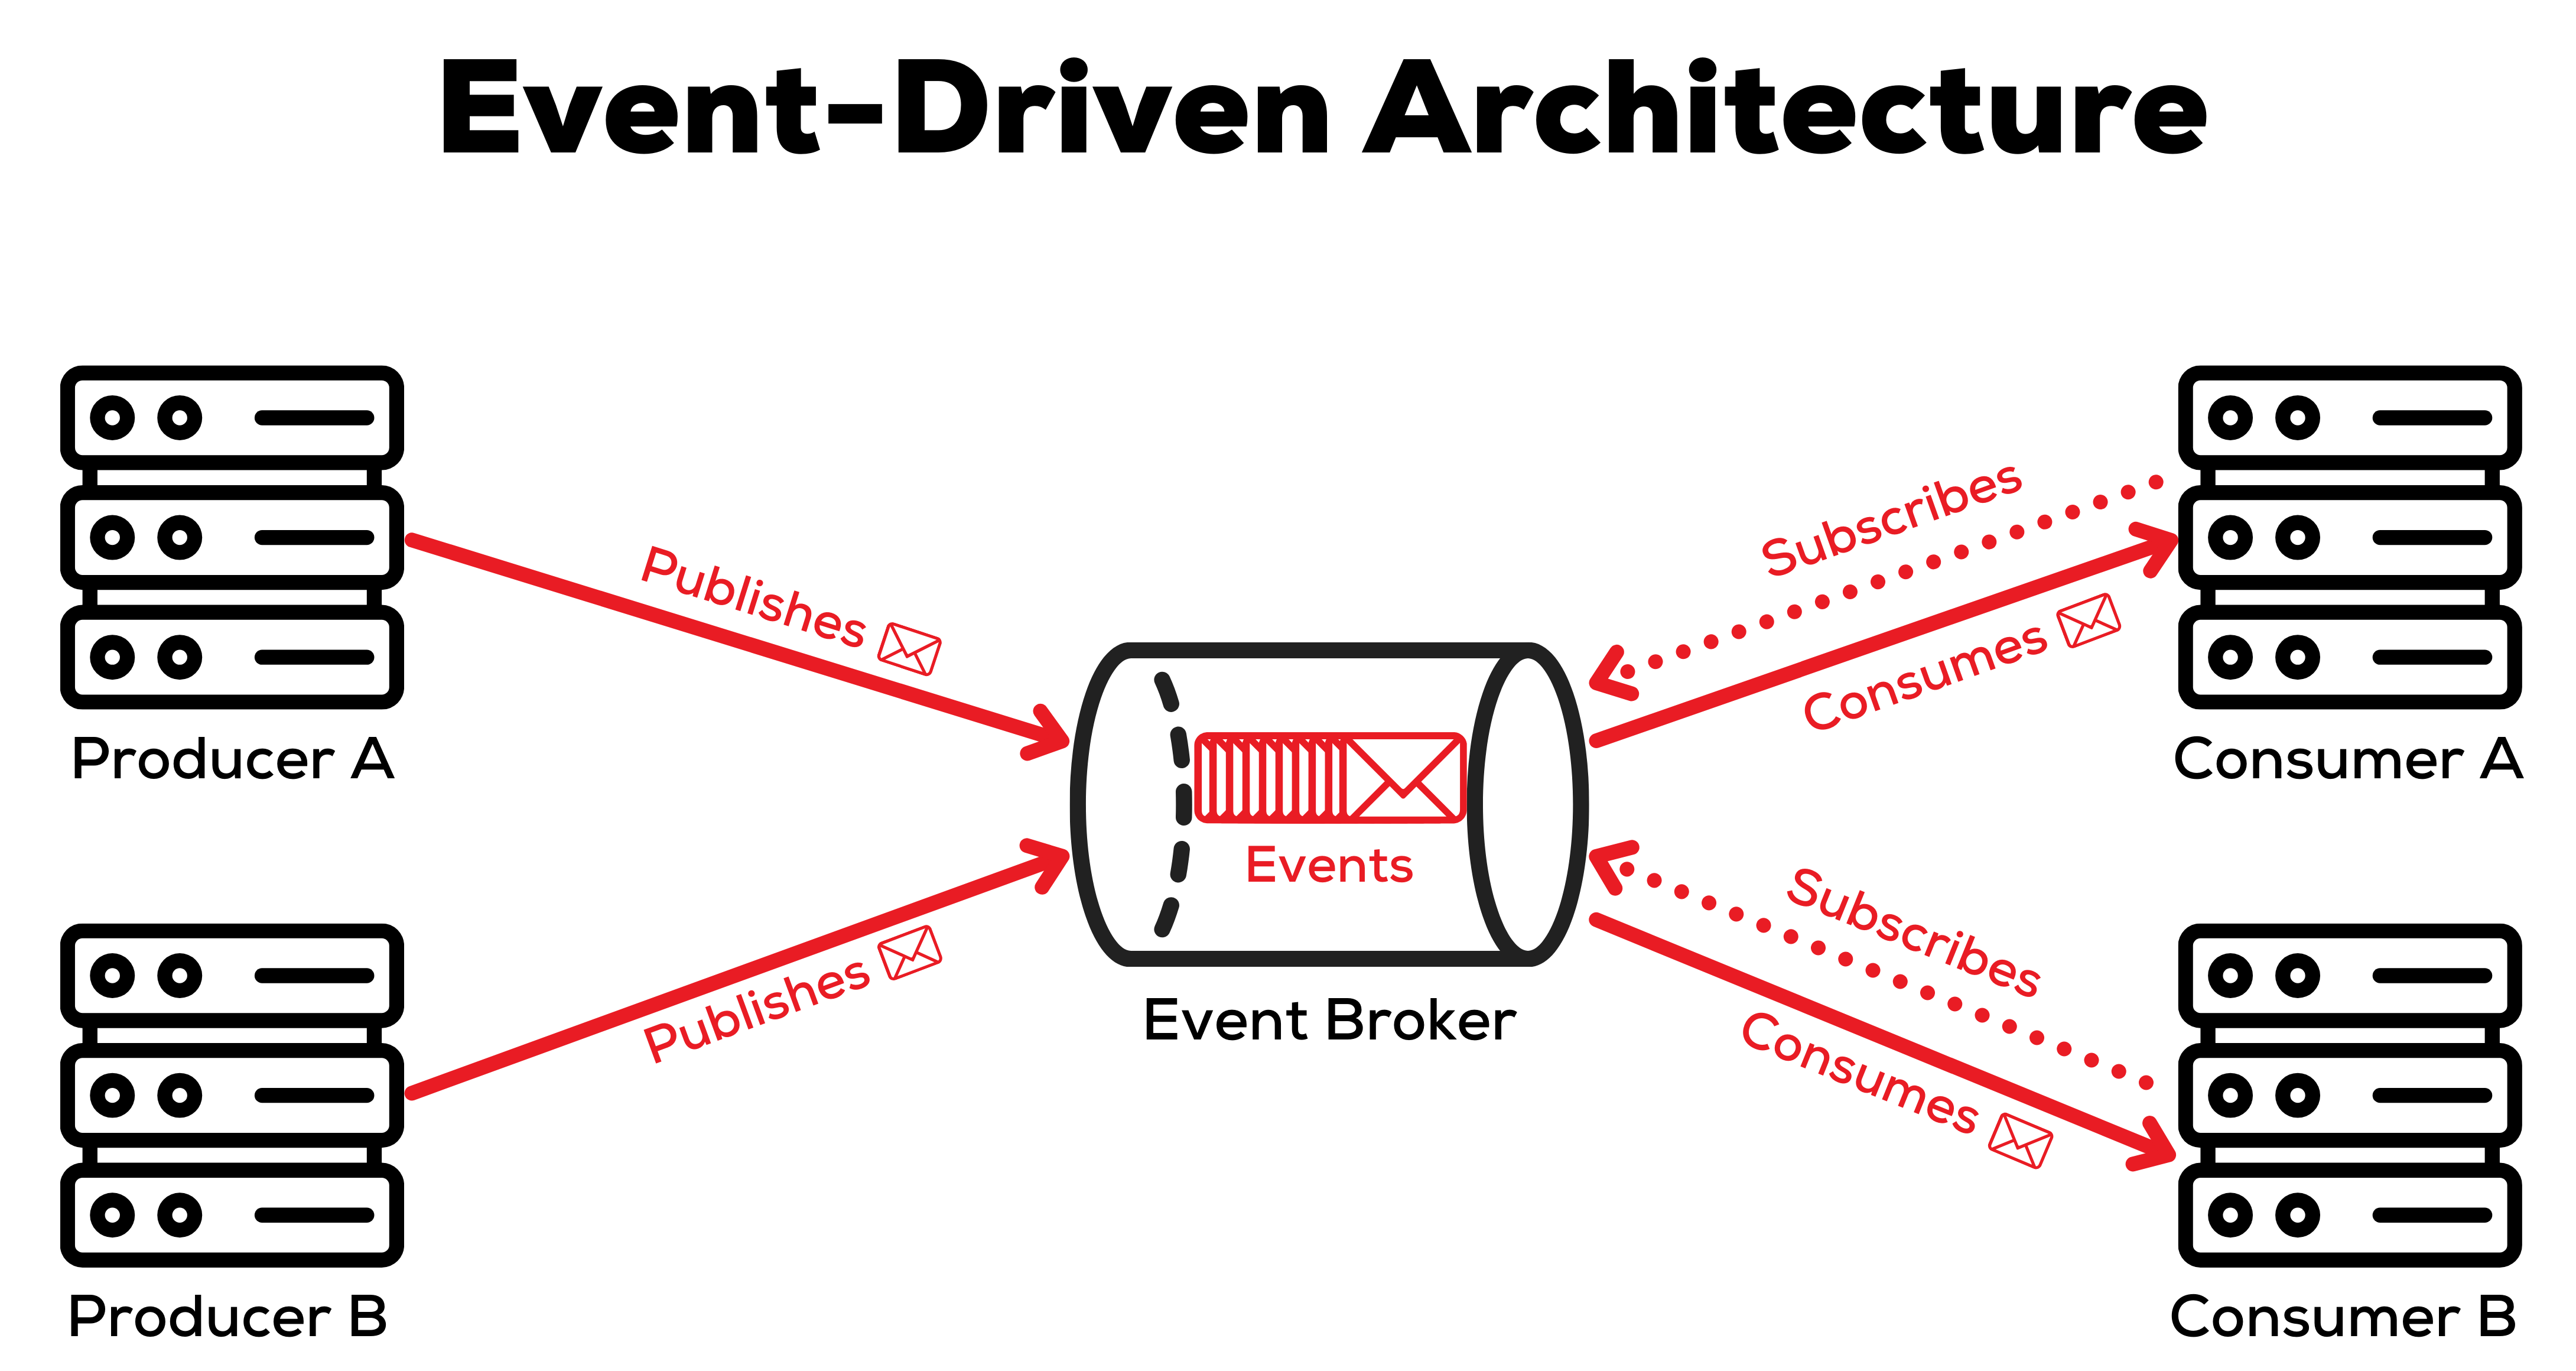 Event-Driven Architecture
Publishes
Subscribes
Consumes
Producer A
Consumer A
Events
Publishes
Event Broker
Subscribes
Consumes
Producer B
Consumer B